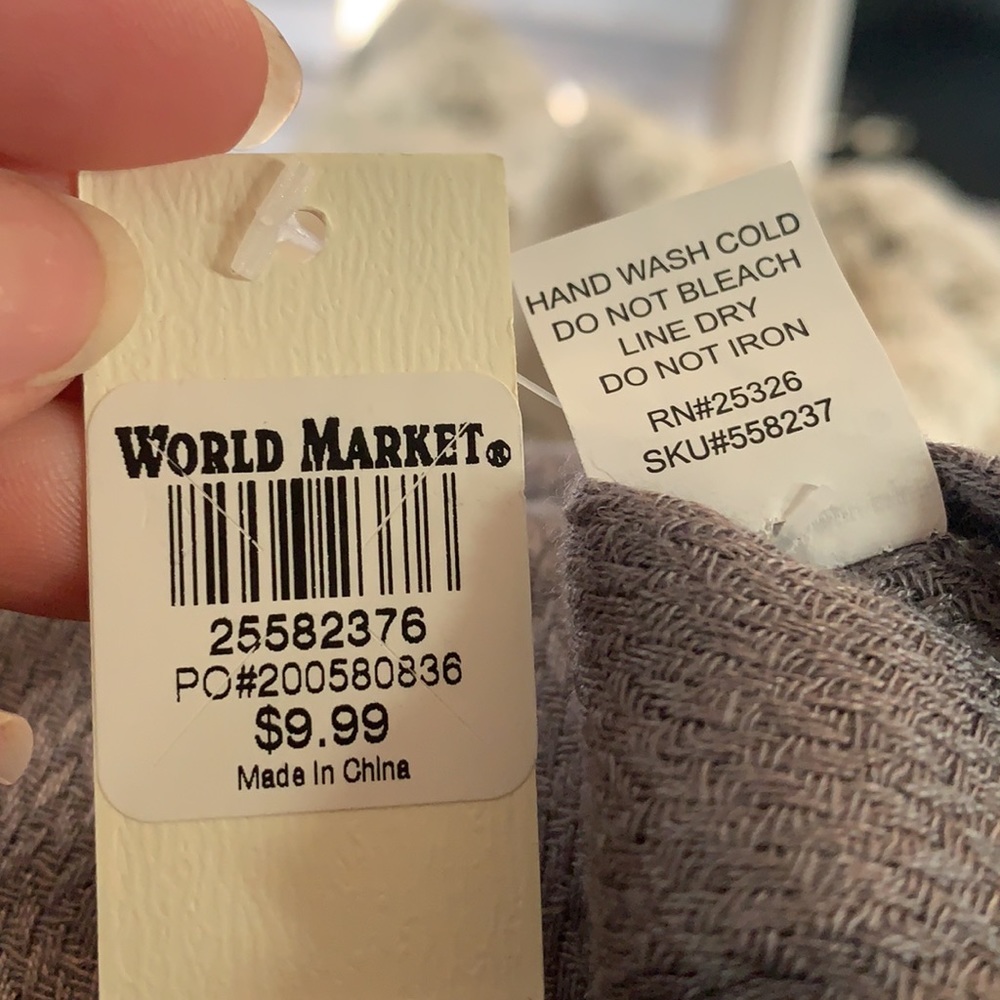 WORLD MARKET®
25582376
PO#200580836
$9.99
Made In China
HAND WASH COLD
DO NOT BLEACH
LINE DRY
DO NOT IRON
RN#25326
SKU#558237